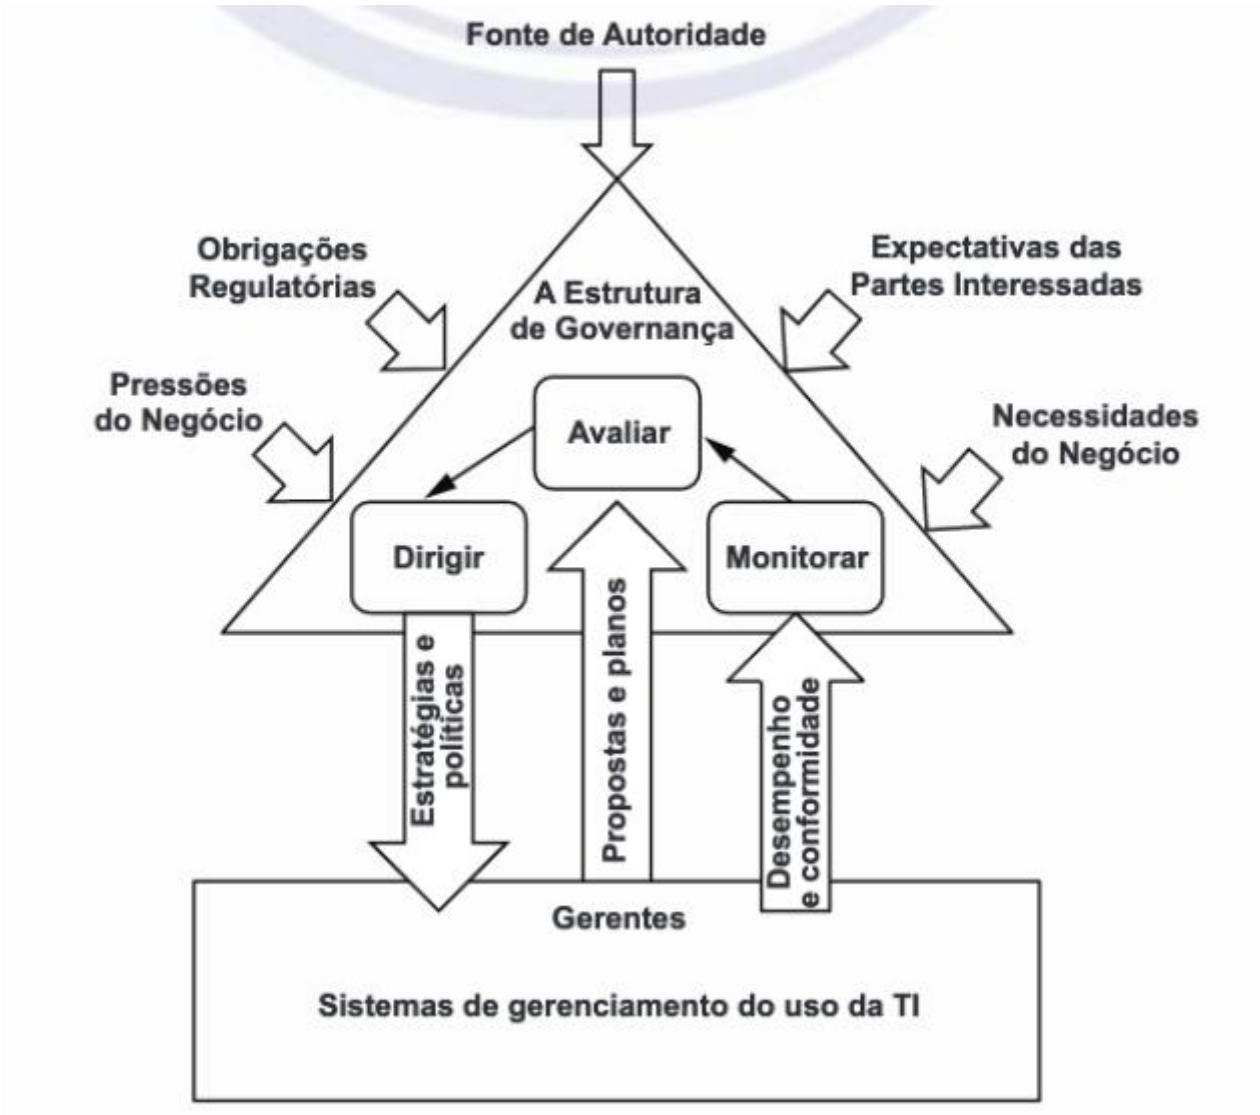 Fonte de Autoridade
Obrigações
Regulatórias
Expectativas das
Partes Interessadas
A Estrutura
de Governança
Pressões
do Negócio
Necessidades
do Negócio
Avaliar
Dirigir
Monitorar
Estratégias e
políticas
Propostas e planos
Desempenho
e conformidade
Gerentes
Sistemas de gerenciamento do uso da TI